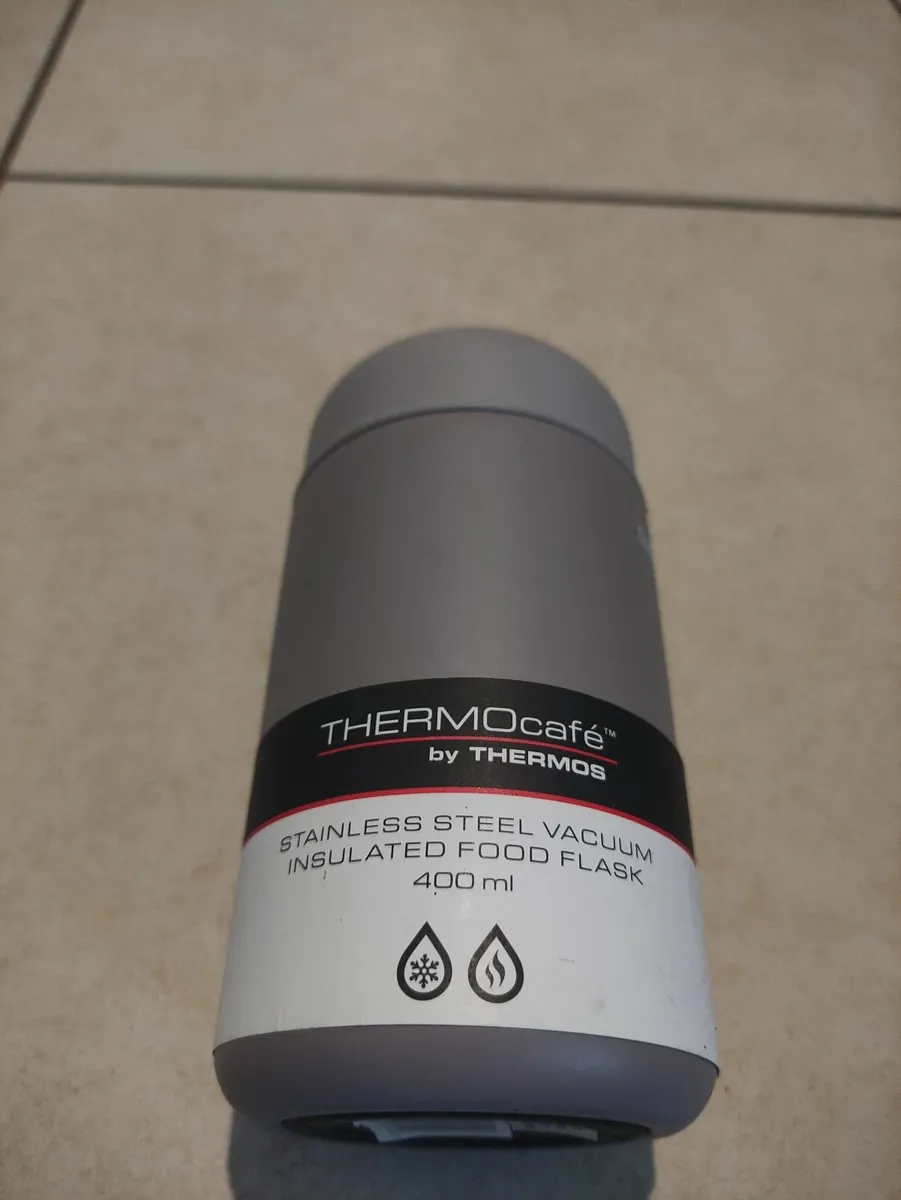 THERMOcafé™
by THERMOS
STAINLESS STEEL VACUUM
INSULATED FOOD FLASK
400 ml